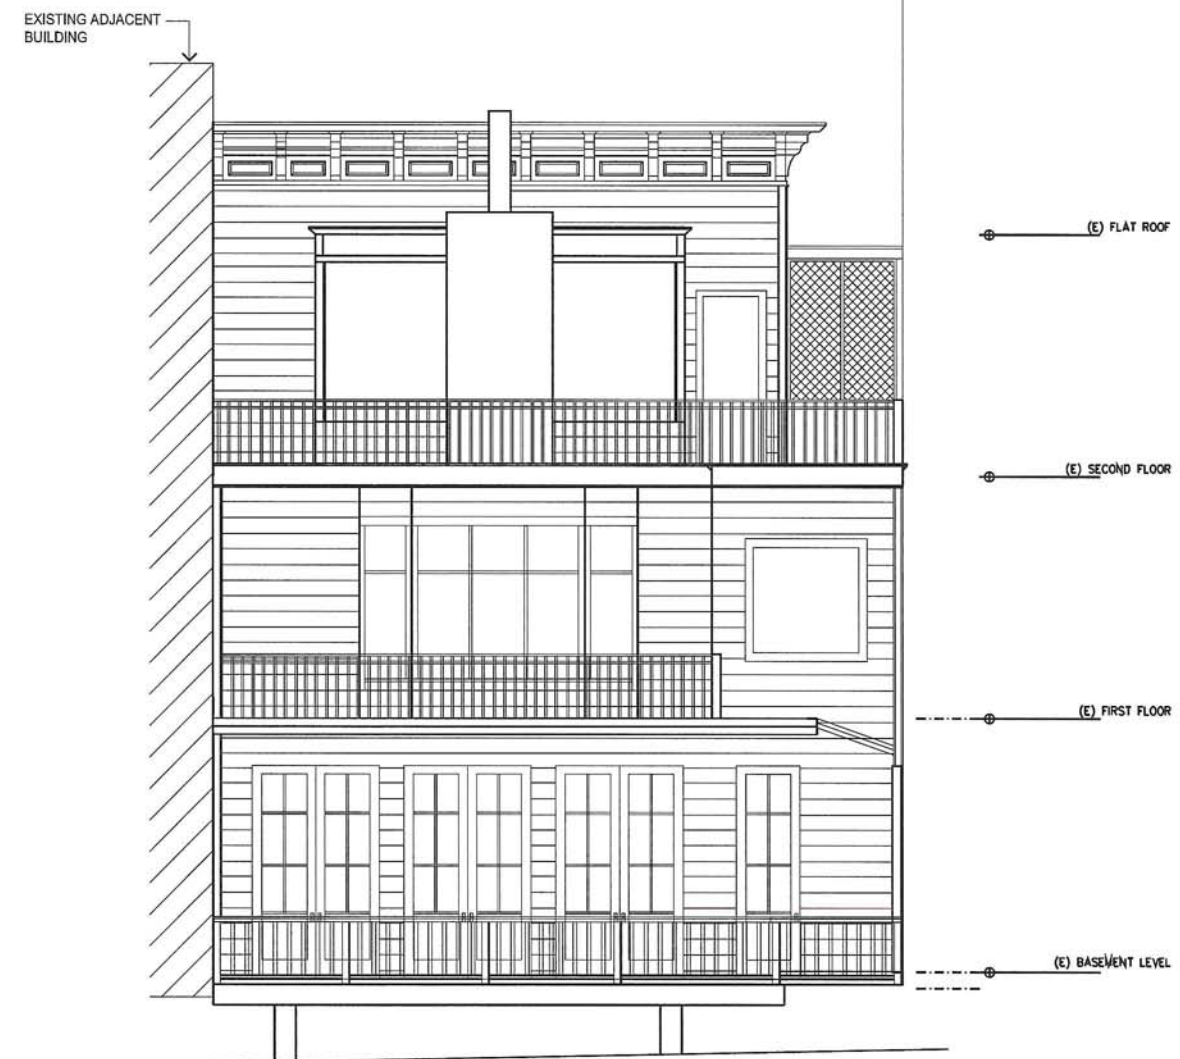 EXISTING ADJACENT
BUILDING
(E) FLAT ROOF
(E) SECOND FLOOR
(E) FIRST FLOOR
(E) BASEMENT LEVEL